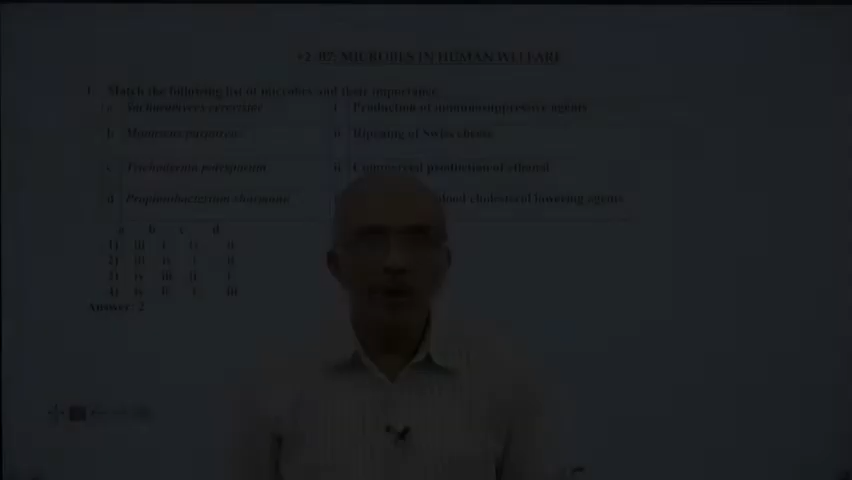 +2 B7: MICROBES IN HUMAN WELFARE
1. Match the following list of microbes and their importance
a Saccharomyces cerevisiae i Production of immunosuppressive agents
b Monascus purpureus ii Ripening of Swiss cheese
c Trichoderma polysporum iii Commercial production of ethanol
d Propionibacterium sharmanii blood cholesterol lowering agents
a b c d
1) iii i iv ii
2) iii iv i ii
3) iv iii ii i
4) iv ii i iii
Answer: 2